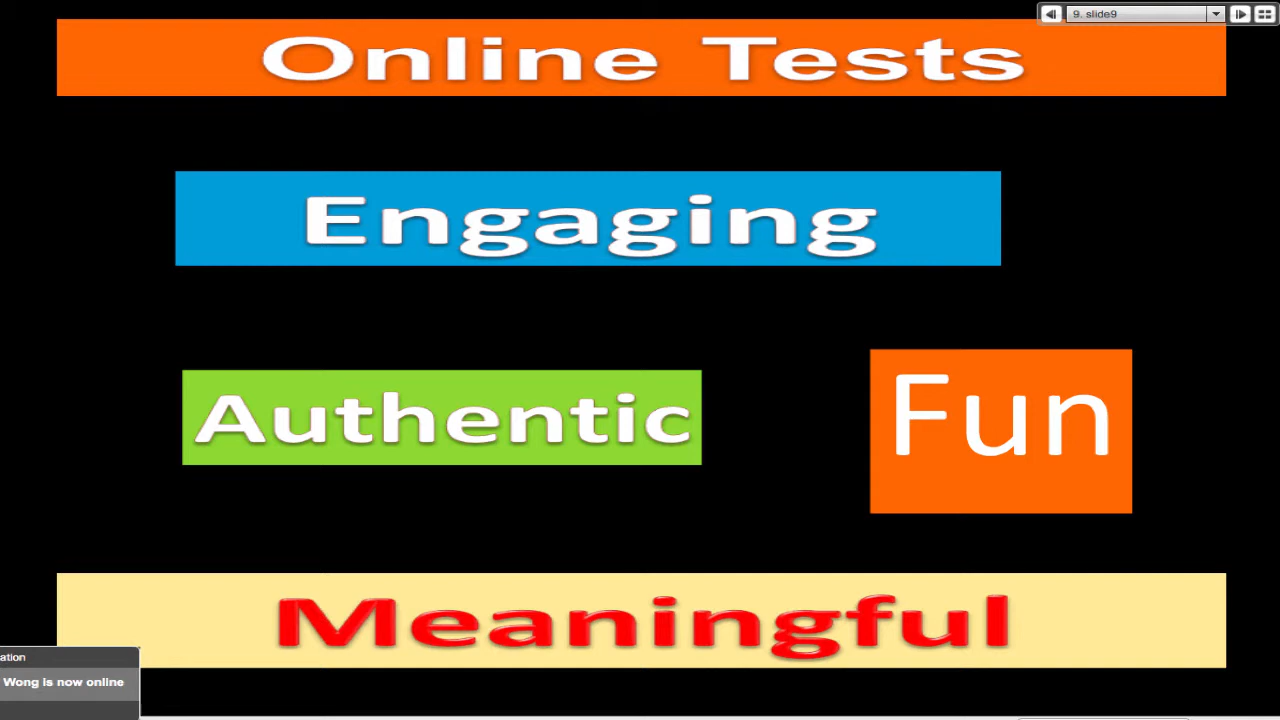 9. slide9
Online Tests
Engaging
Authentic
Fun
Meaningful
ation
Wong is now online